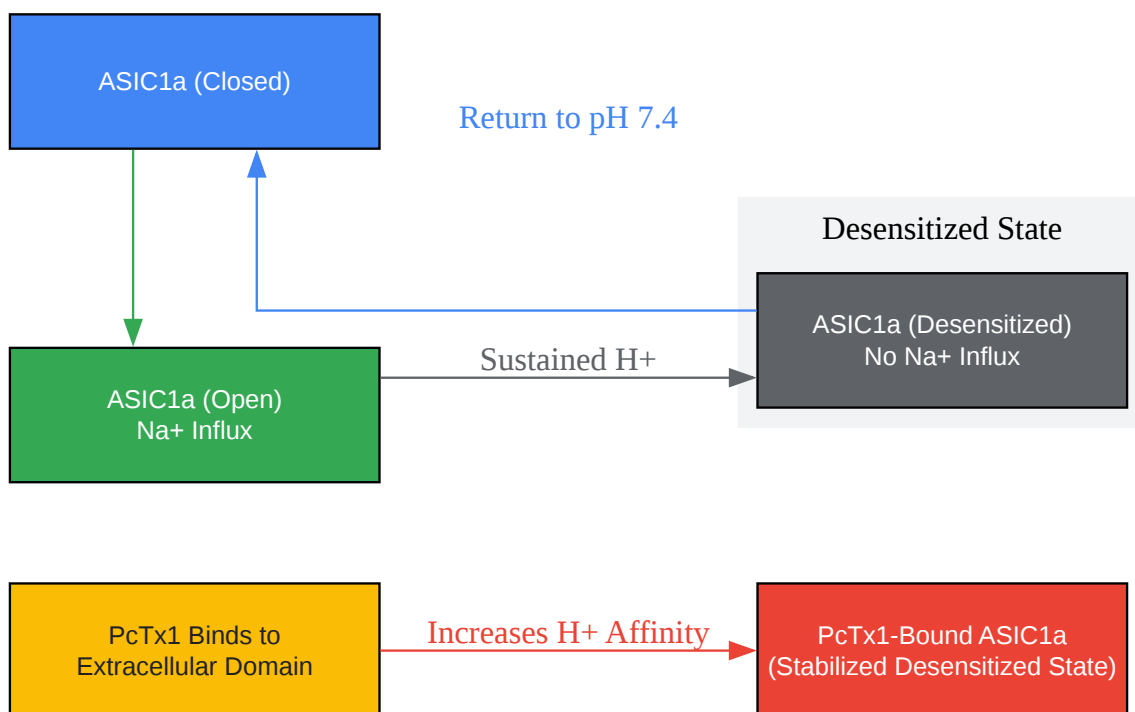 ASIC1a (Closed)
Return to pH 7.4
Desensitized State
ASIC1a (Desensitized)
No Na+ Influx
Sustained H+
ASIC1a (Open)
Na+ Influx
PcTx1 Binds to
Extracellular Domain
Increases H+ Affinity
PcTx1-Bound ASIC1a
(Stabilized Desensitized State)